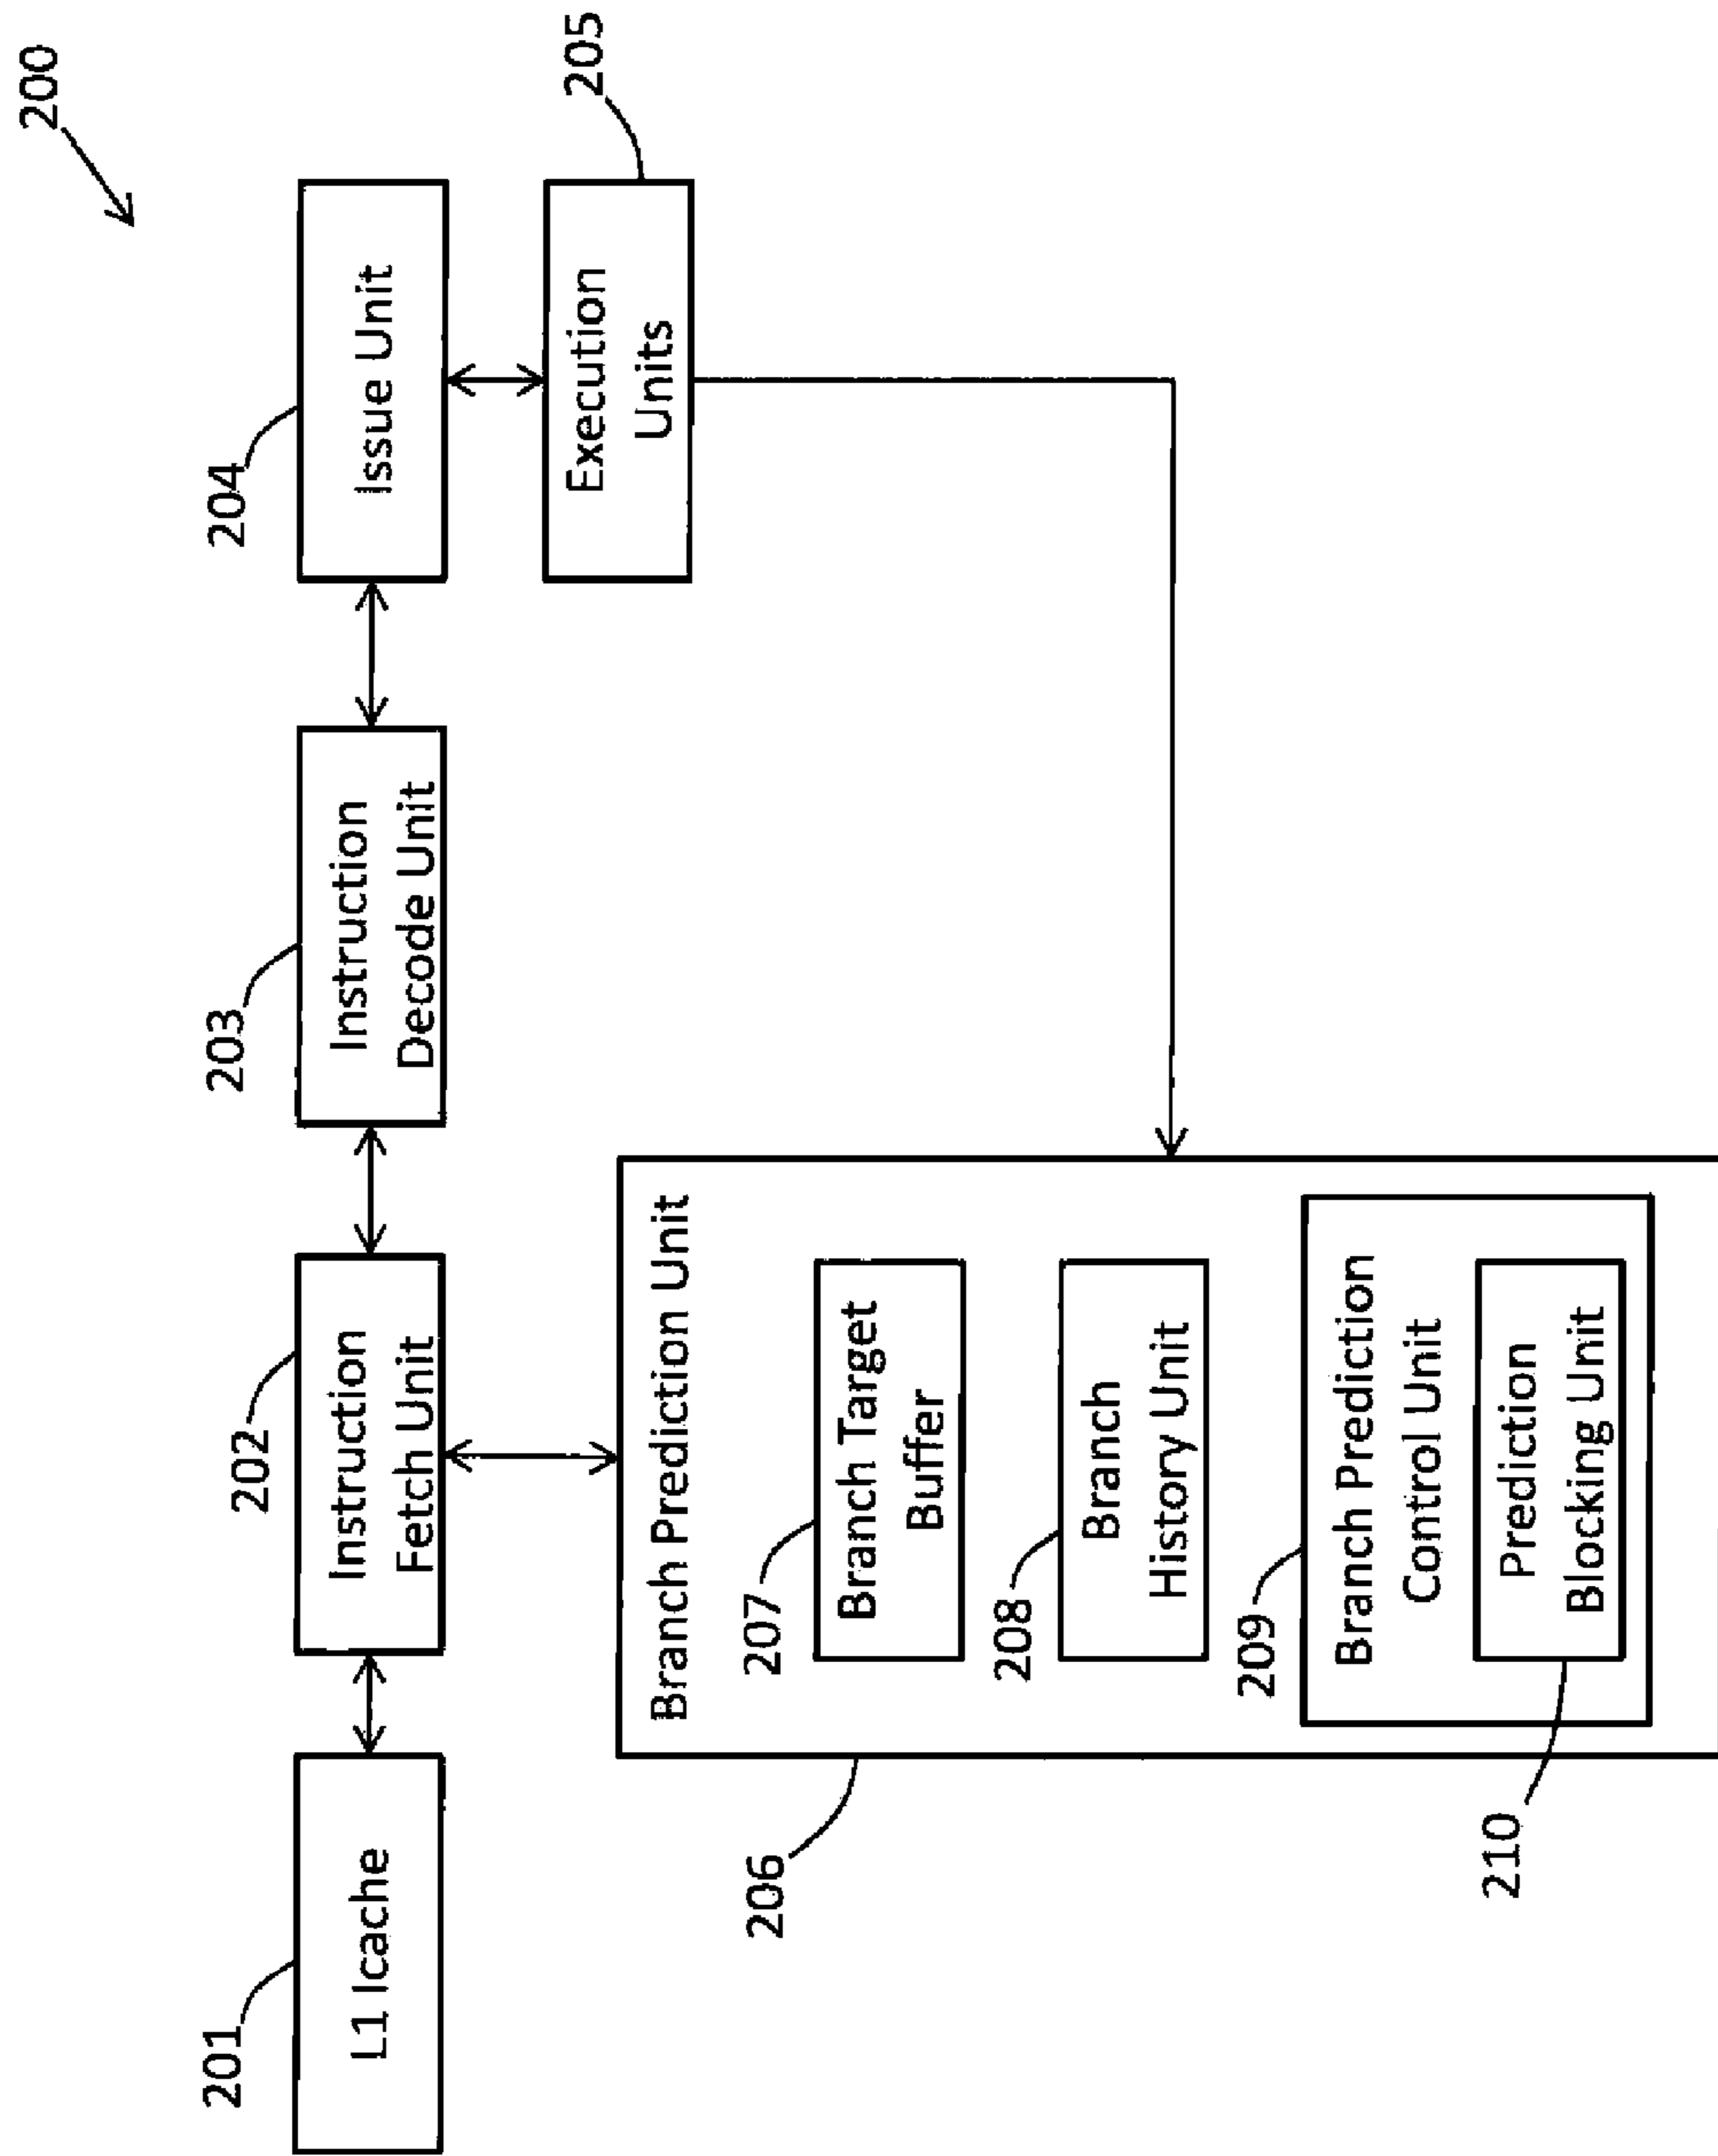 200
201
L1 Icache
202
Instruction
Fetch Unit
203
Instruction
Decode Unit
204
Issue Unit
Execution
Units
205
206
Branch Prediction Unit
207
Branch Target
Buffer
208
Branch
History Unit
209
Branch Prediction
Control Unit
Prediction
Blocking Unit
210